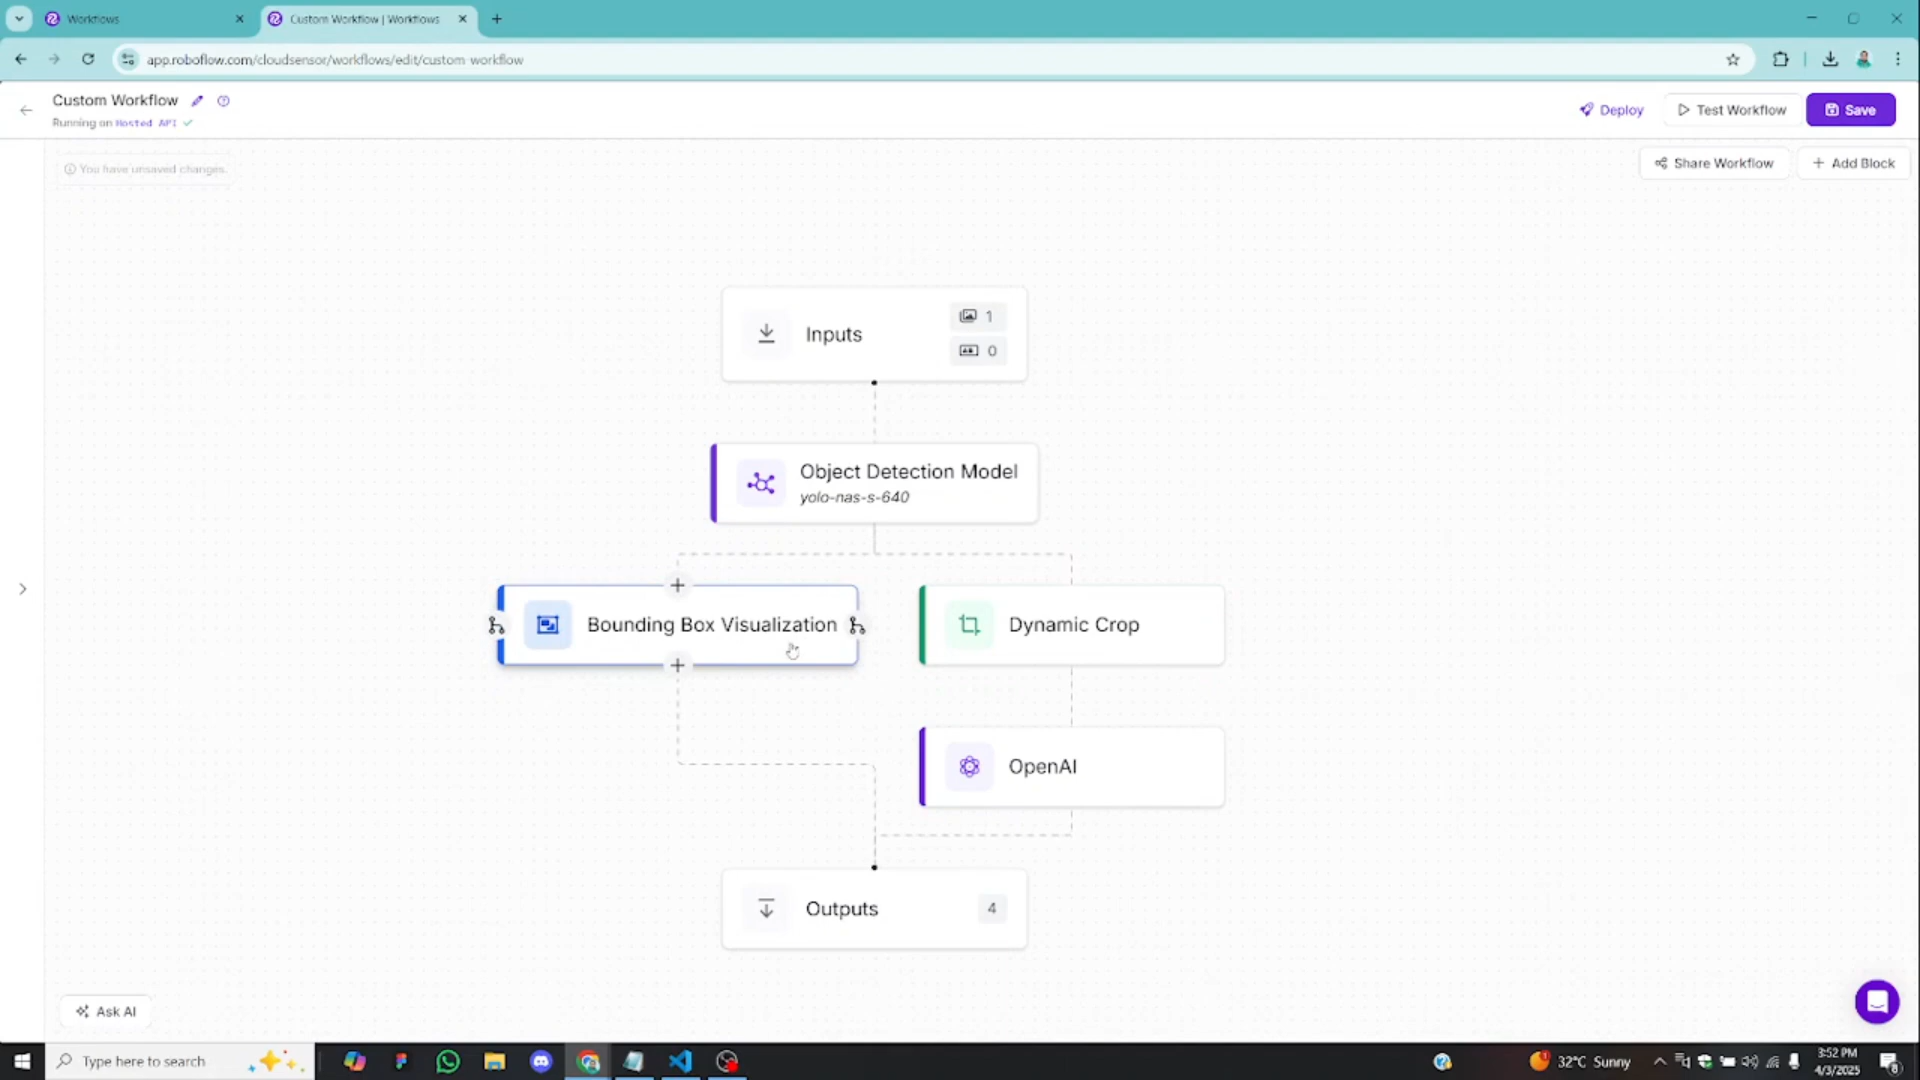 Workflows
Custom Workflow | Workflows
app.roboflow.com/cloudsensor/workflows/edit/custom-workflow
Custom Workflow
Running on Hosted API
Deploy
Test Workflow
Save
You have unsaved changes.
Share Workflow
Add Block
Inputs
1
0
Object Detection Model
yolo-nas-s-640
Bounding Box Visualization
Dynamic Crop
OpenAI
Outputs
4
Ask AI
Type here to search
32°C Sunny
3:52 PM
4/3/2025
8